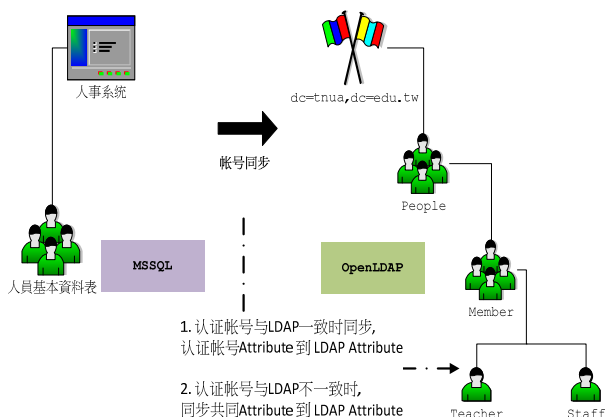 人事系统
dc=tnua,dc=edu.tw
帐号同步
People
MSSQL
OpenLDAP
人員基本資料表
Member
1. 认证帐号与LDAP一致时同步,
认证帐号Attribute到 LDAP Attribute
2. 认证帐号与LDAP不一致时,
同步共同Attribute到 LDAP Attribute
Teacher
Staff